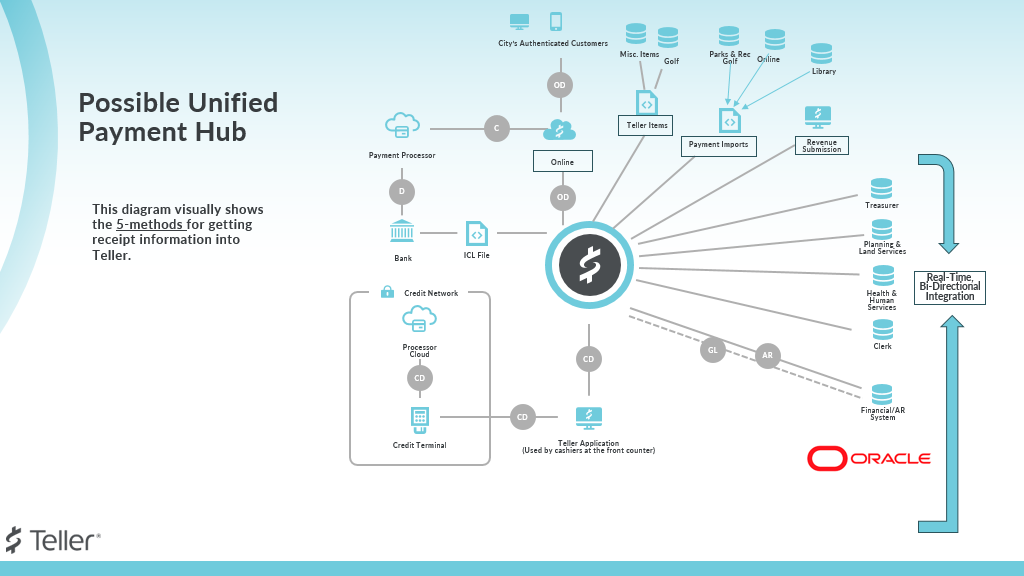 Possible Unified
Payment Hub
This diagram visually shows
the 5-methods for getting
receipt information into
Teller.
City's Authenticated Customers
OD
Misc. Items
Golf
Parks & Rec
Golf
Online
Library
Teller Items
Payment Imports
Revenue
Submission
Payment Processor
C
Online
D
OD
Bank
ICL File
Treasurer
Planning &
Land Services
Health &
Human
Services
Clerk
Real-Time,
Bi-Directional
Integration
Credit Network
Processor
Cloud
CD
Credit Terminal
CD
CD
Teller Application
(Used by cashiers at the front counter)
GL
AR
Financial/AR
System
ORACLE
Teller®